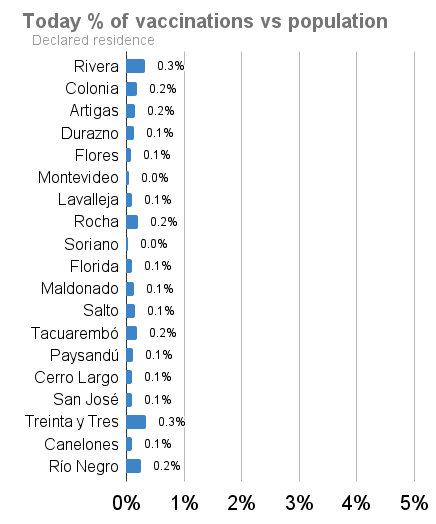 Today % of vaccinations vs population
Declared residence
Rivera 0.3%
Colonia 0.2%
Artigas 0.2%
Durazno 0.1%
Flores 0.1%
Montevideo 0.0%
Lavalleja 0.1%
Rocha 0.2%
Soriano 0.0%
Florida 0.1%
Maldonado 0.1%
Salto 0.1%
Tacuarembó 0.2%
Paysandú 0.1%
Cerro Largo 0.1%
San José 0.1%
Treinta y Tres 0.3%
Canelones 0.1%
Río Negro 0.2%
0% 1% 2% 3% 4% 5%